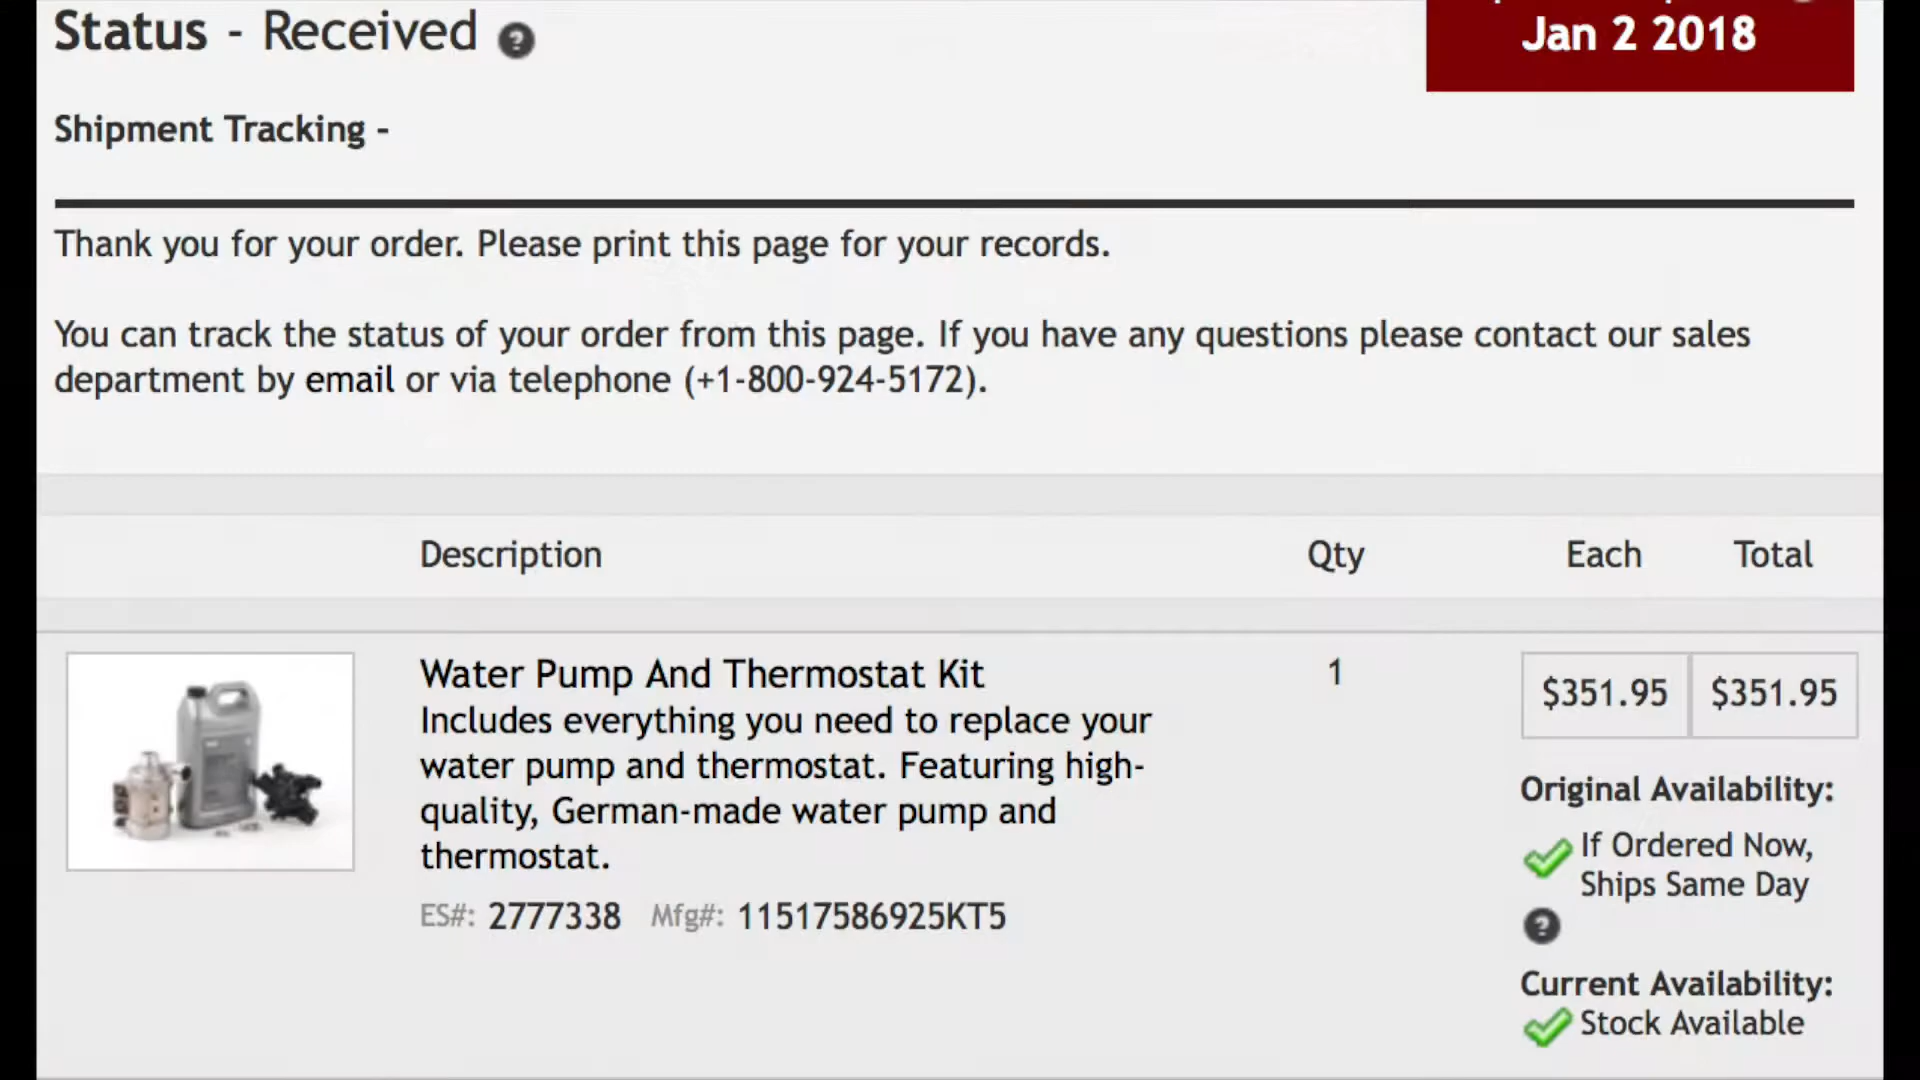 Status - Received
Jan 2 2018
Shipment Tracking -
Thank you for your order. Please print this page for your records.
You can track the status of your order from this page. If you have any questions please contact our sales
department by email or via telephone (+1-800-924-5172).
Description Qty Each Total
Water Pump And Thermostat Kit 1 $351.95 $351.95
Includes everything you need to replace your
water pump and thermostat. Featuring high-
quality, German-made water pump and
thermostat.
ES#: 2777338 Mfg#: 11517586925KT5
Original Availability:
If Ordered Now,
Ships Same Day
Current Availability:
Stock Available